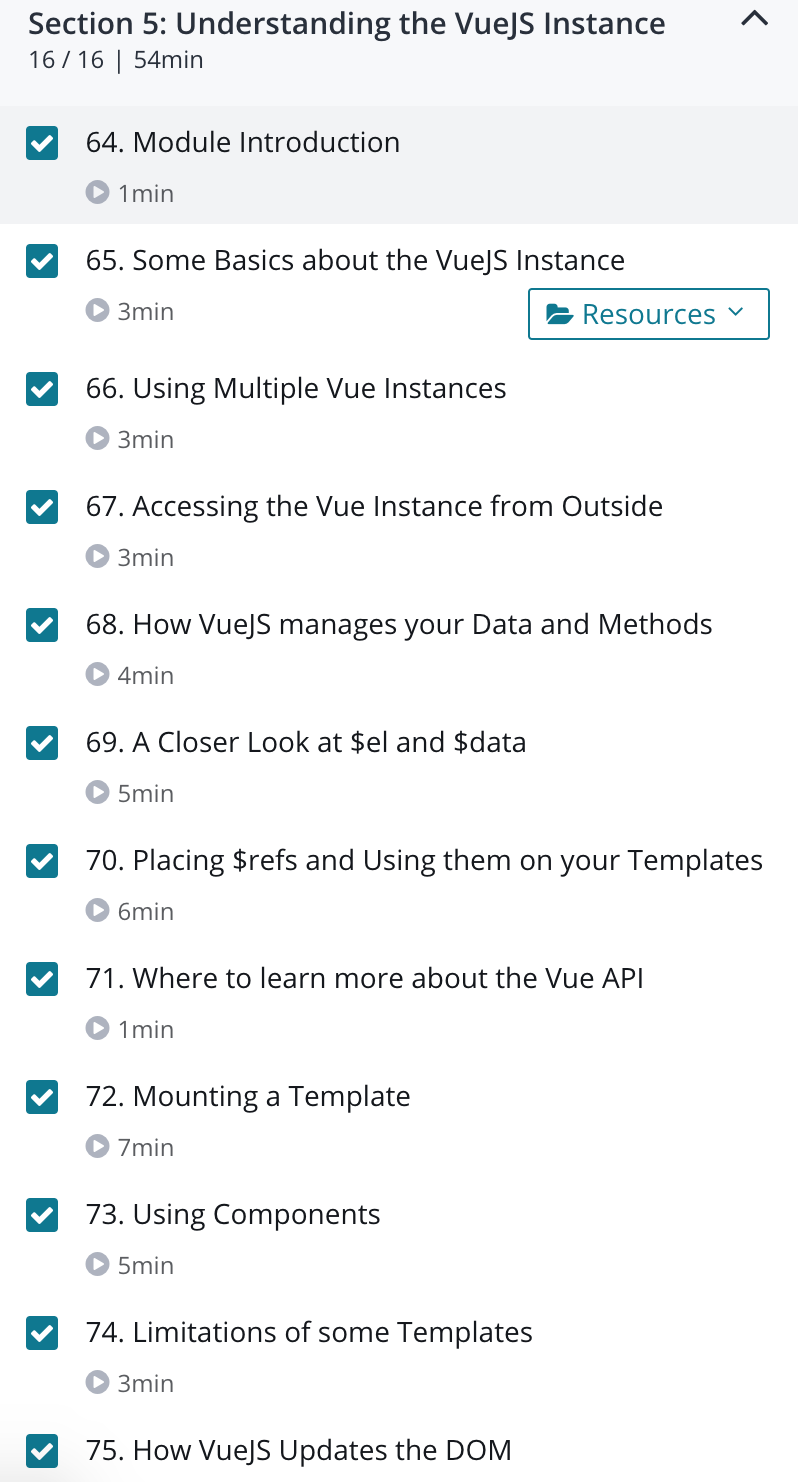 Section 5: Understanding the VueJS Instance
16 / 16 | 54min
64. Module Introduction
1min
65. Some Basics about the VueJS Instance
3min
Resources
66. Using Multiple Vue Instances
3min
67. Accessing the Vue Instance from Outside
3min
68. How VueJS manages your Data and Methods
4min
69. A Closer Look at $el and $data
5min
70. Placing $refs and Using them on your Templates
6min
71. Where to learn more about the Vue API
1min
72. Mounting a Template
7min
73. Using Components
5min
74. Limitations of some Templates
3min
75. How VueJS Updates the DOM